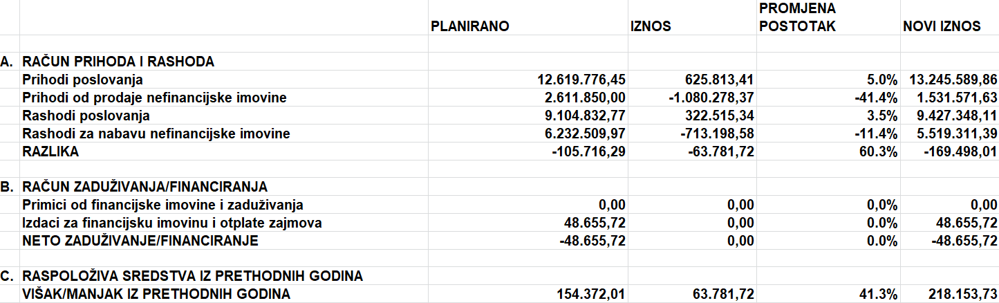 PROMJENA
PLANIRANO IZNOS POSTOTAK NOVI IZNOS
A. RAČUN PRIHODA I RASHODA
Prihodi poslovanja 12.619.776,45 625.813,41 5.0% 13.245.589,86
Prihodi od prodaje nefinancijske imovine 2.611.850,00 -1.080.278,37 -41.4% 1.531.571,63
Rashodi poslovanja 9.104.832,77 322.515,34 3.5% 9.427.348,11
Rashodi za nabavu nefinancijske imovine 6.232.509,97 -713.198,58 -11.4% 5.519.311,39
RAZLIKA -105.716,29 -63.781,72 60.3% -169.498,01
B. RAČUN ZADUŽIVANJA/FINANCIRANJA
Primici od financijske imovine i zaduživanja 0,00 0,00 0,0% 0,00
Izdaci za financijsku imovinu i otplate zajmova 48.655,72 0,00 0.0% 48.655,72
NETO ZADUŽIVANJE/FINANCIRANJE -48.655,72 0,00 0.0% -48.655,72
C. RASPOLOŽIVA SREDSTVA IZ PRETHODNIH GODINA
VIŠAK/MANJAK IZ PRETHODNIH GODINA 154.372,01 63.781,72 41.3% 218.153,73